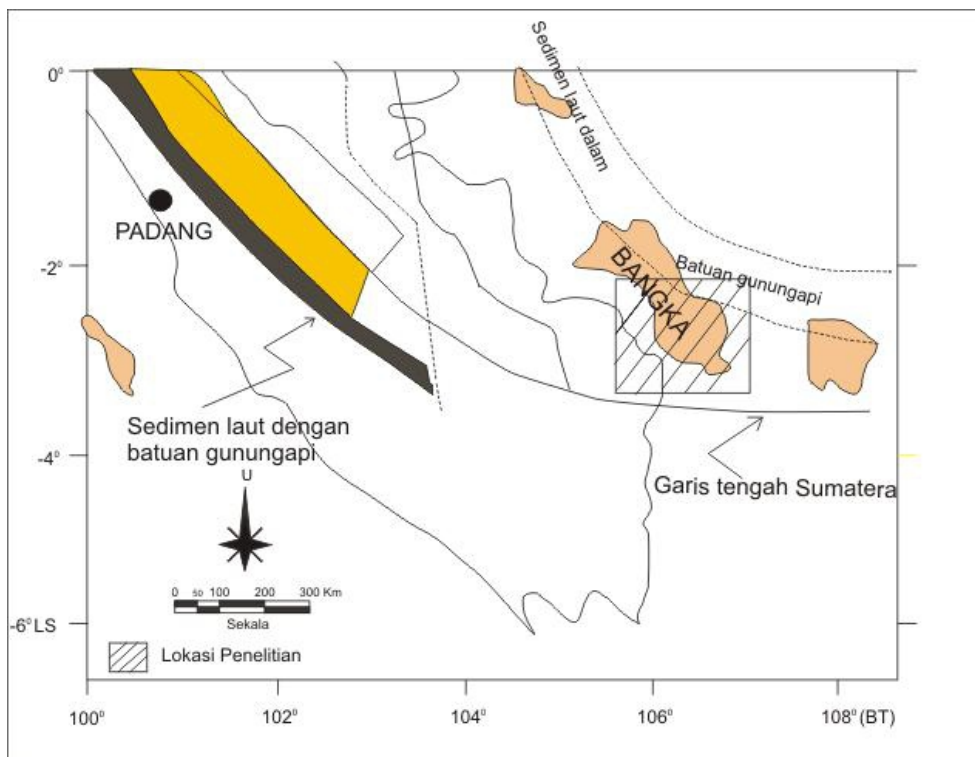 Sedimen laut dalam
0°
PADANG
-2°
BANGKA
Batuan gunungapi
Sedimen laut dengan
batuan gunungapi
-4°
Garis tengah Sumatera
U
0 50 100 200 300 Km
Sekala
-6° LS
Lokasi Penelitian
100° 102° 104° 106° 108° (BT)